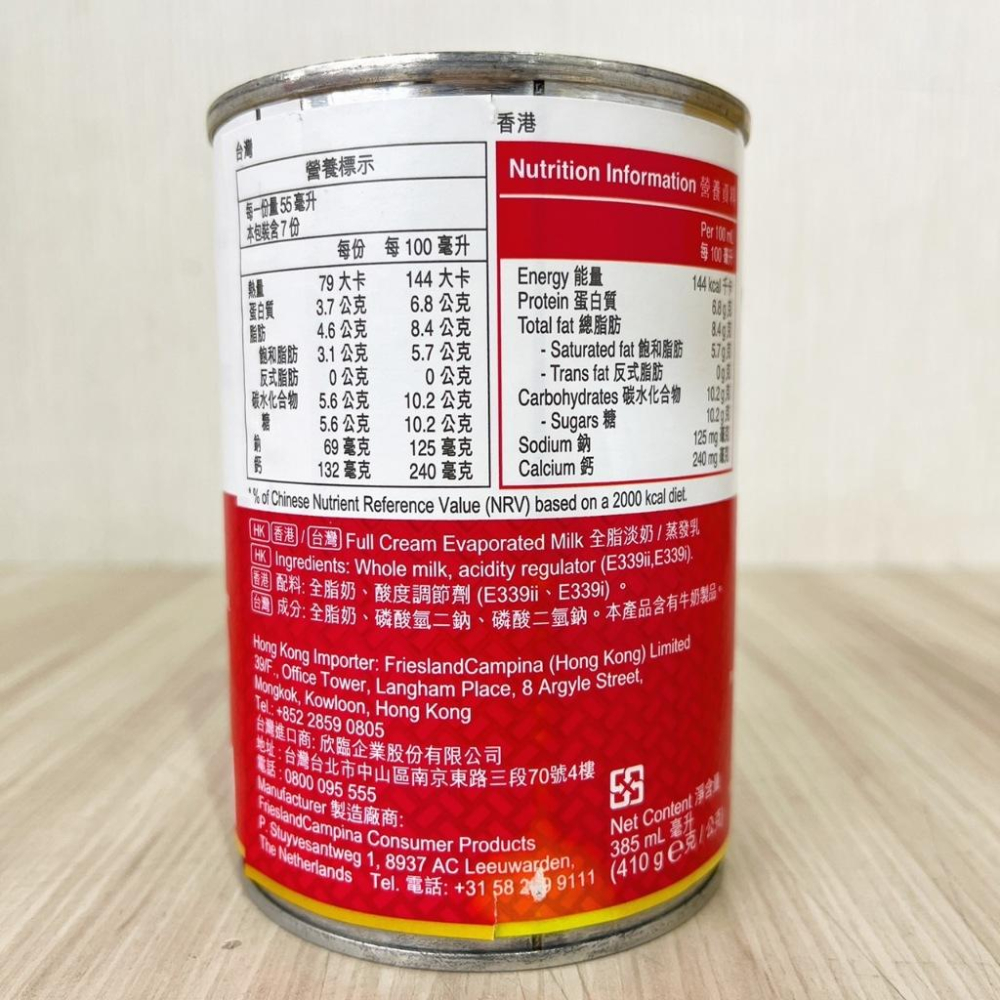 台灣
營養標示
每一份量 55 毫升
本包裝含 7 份
每份 每 100 毫升
熱量 79 大卡 144 大卡
蛋白質 3.7 公克 6.8 公克
脂肪 4.6 公克 8.4 公克
飽和脂肪 3.1 公克 5.7 公克
反式脂肪 0 公克 0 公克
碳水化合物 5.6 公克 10.2 公克
糖 5.6 公克 10.2 公克
鈉 69 毫克 125 毫克
鈣 132 毫克 240 毫克
香港
Nutrition Information 營養資料
Per 100 mL
每 100 毫升
Energy 能量 144 kcal 千卡
Protein 蛋白質 6.8 g 克
Total fat 總脂肪 8.4 g 克
- Saturated fat 飽和脂肪 5.7 g 克
- Trans fat 反式脂肪 0 g 克
Carbohydrates 碳水化合物 10.2 g 克
- Sugars 糖 10.2 g 克
Sodium 鈉 125 mg 毫克
Calcium 鈣 240 mg 毫克
*% of Chinese Nutrient Reference Value (NRV) based on a 2000 kcal diet.
HK 香港 / 台灣 Full Cream Evaporated Milk 全脂淡奶 / 蒸發乳
HK Ingredients: Whole milk, acidity regulator (E339ii,E339i).
香港 配料: 全脂奶、酸度調節劑 (E339ii、E339i) 。
台灣 成分: 全脂奶、磷酸氫二鈉、磷酸二氫鈉。本產品含有牛奶製品。
Hong Kong Importer: FrieslandCampina (Hong Kong) Limited
39/F., Office Tower, Langham Place, 8 Argyle Street,
Mongkok, Kowloon, Hong Kong
Tel.: +852 2859 0805
台灣進口商: 欣臨企業股份有限公司
地址: 台灣台北市中山區南京東路三段70號4樓
電話: 0800 095 555
Manufacturer 製造廠商:
FrieslandCampina Consumer Products
P. Stuyvesantweg 1, 8937 AC Leeuwarden,
The Netherlands Tel. 電話: +31 58 9111
Net Content 淨含量
385 mL 毫升
(410 g ℮ 克 / 公克)